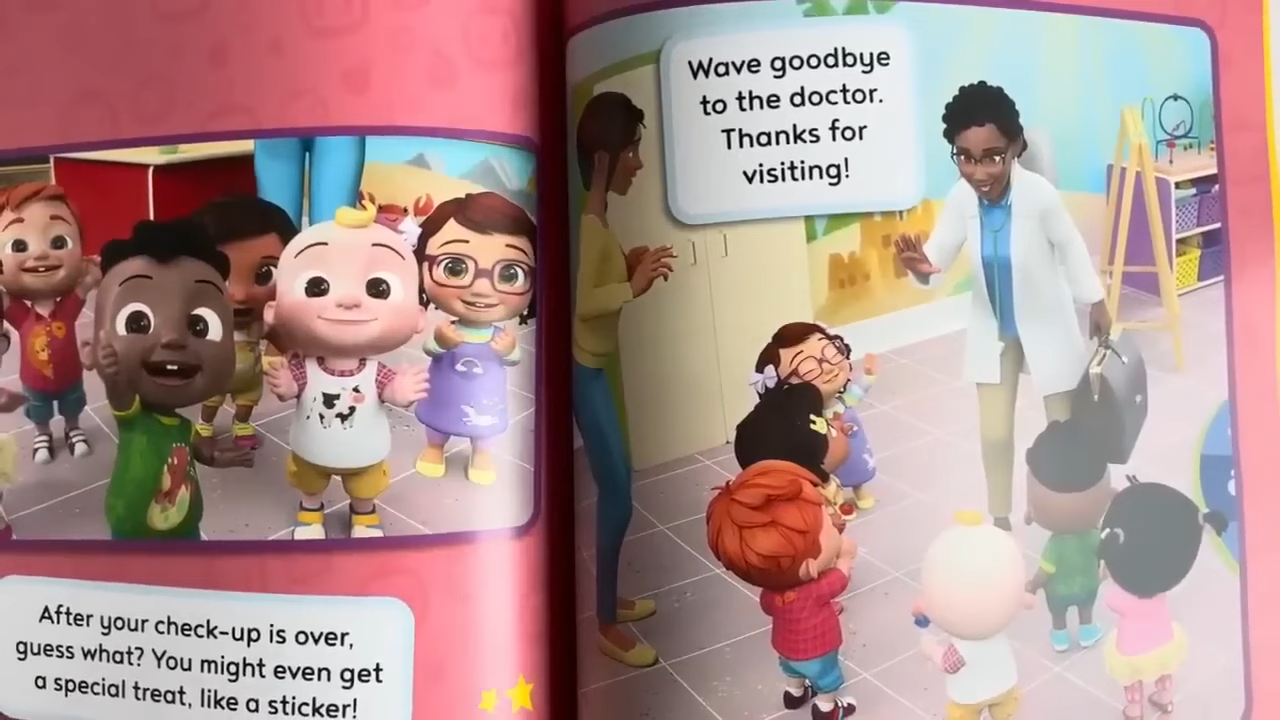 After your check-up is over,
guess what? You might even get
a special treat, like a sticker!
Wave goodbye
to the doctor.
Thanks for
visiting!